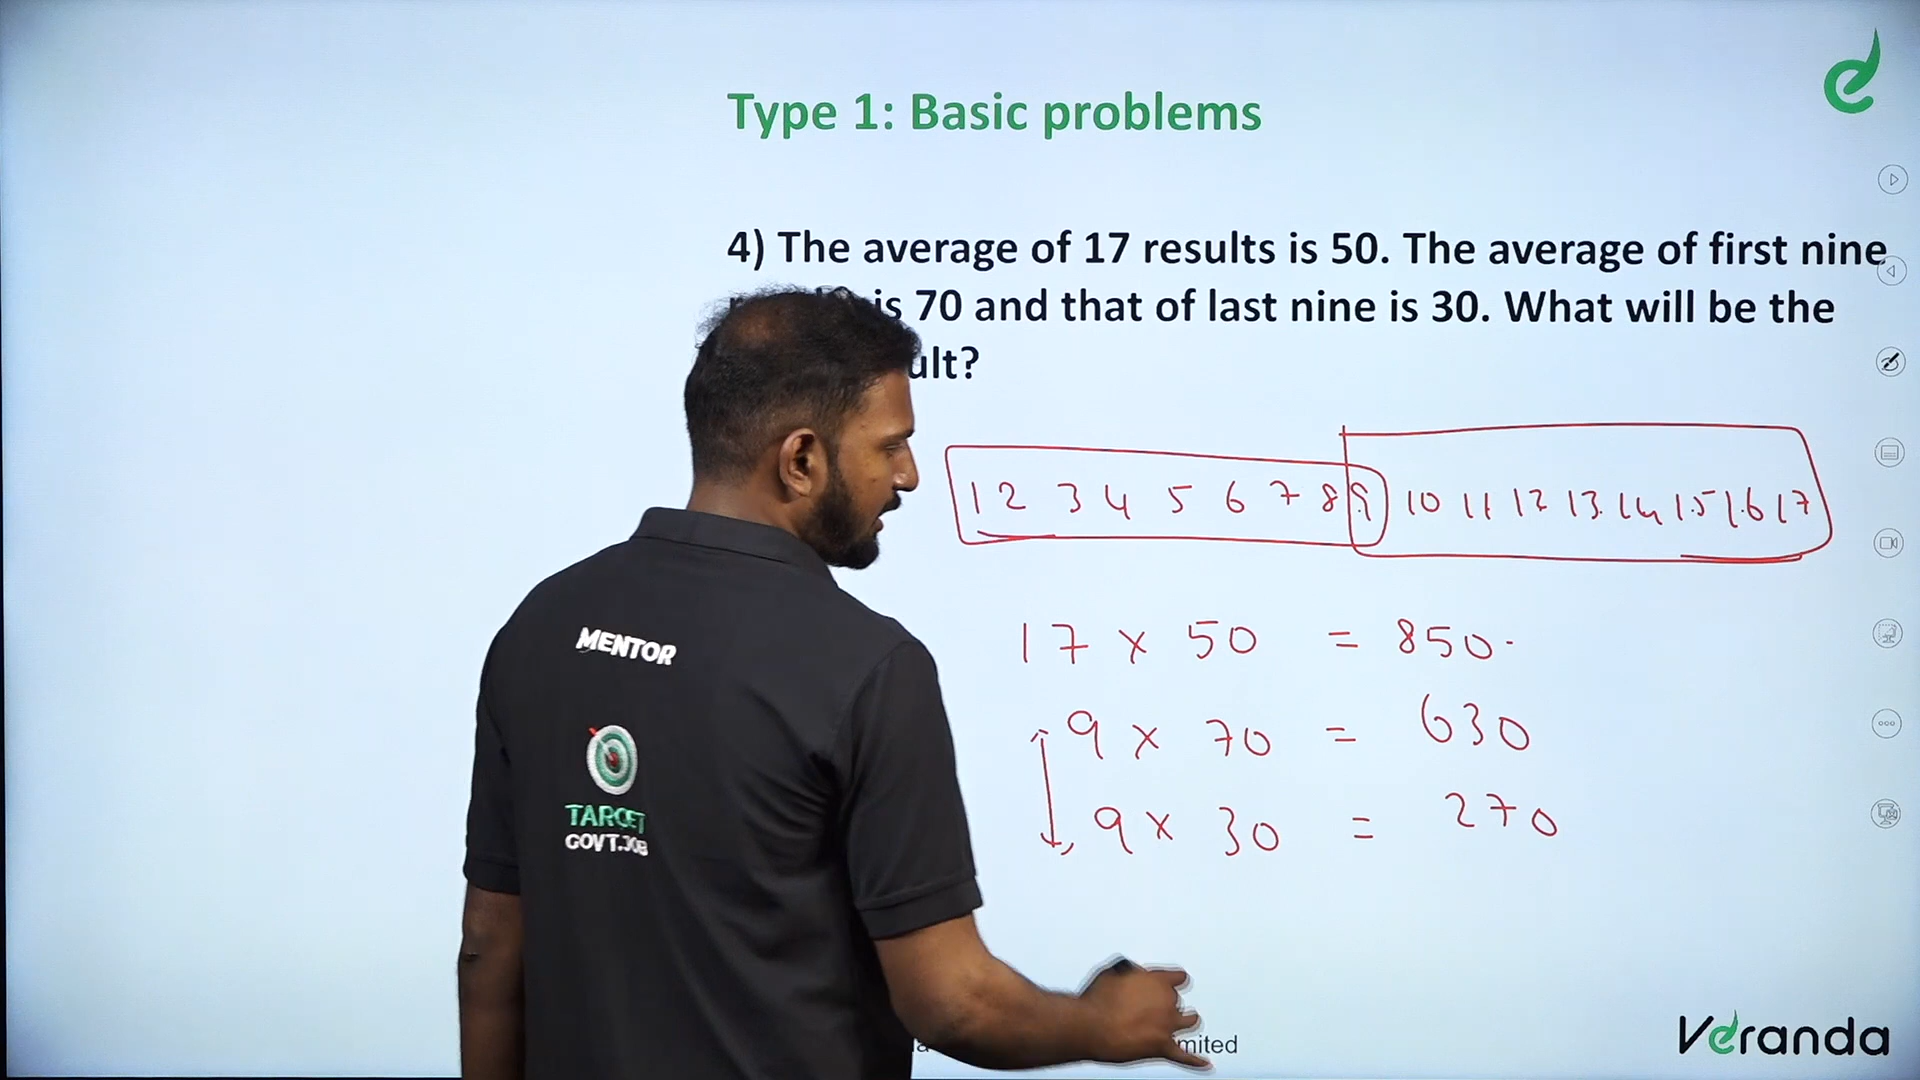 Type 1: Basic problems
4) The average of 17 results is 50. The average of first nine
is 70 and that of last nine is 30. What will be the
ult?
1 2 3 4 5 6 7 8 9 10 11 12 13 14 15 16 17
17 x 50 = 850
9 x 70 = 630
9 x 30 = 270
MENTOR
TARGET
GOVT.JOB
mited
Veranda